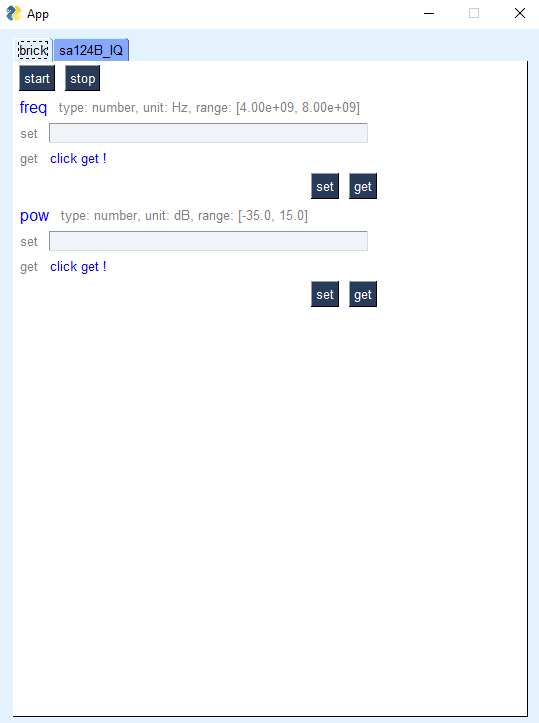 App
brick sa124B_IQ
start stop
freq type: number, unit: Hz, range: [4.00e+09, 8.00e+09]
set
get click get !
set get
pow type: number, unit: dB, range: [-35.0, 15.0]
set
get click get !
set get